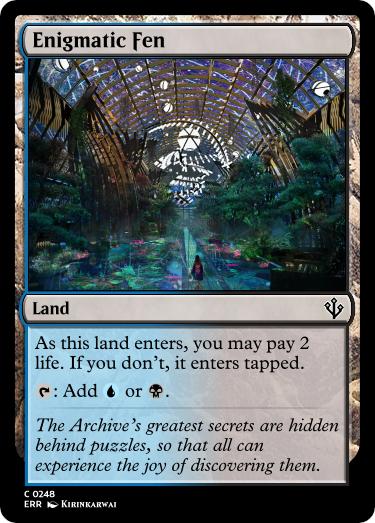 Enigmatic Fen
Land
As this land enters, you may pay 2
life. If you don't, it enters tapped.
: Add or .
The Archive's greatest secrets are hidden
behind puzzles, so that all can
experience the joy of discovering them.
C 0248
ERR KIRINKARWAI